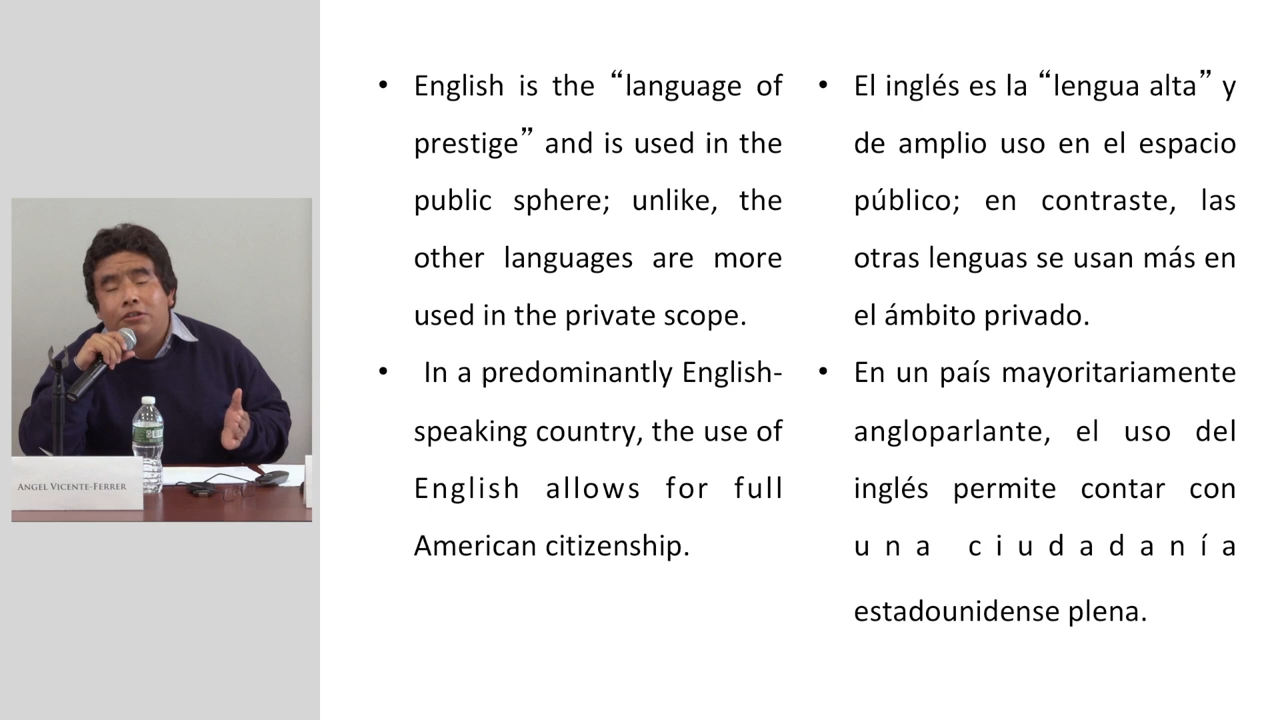 • English is the “language of
prestige” and is used in the
public sphere; unlike, the
other languages are more
used in the private scope.
• In a predominantly English-
speaking country, the use of
English allows for full
American citizenship.
• El inglés es la “lengua alta” y
de amplio uso en el espacio
público; en contraste, las
otras lenguas se usan más en
el ámbito privado.
• En un país mayoritariamente
angloparlante, el uso del
inglés permite contar con
una ciudadanía
estadounidense plena.
ANGEL VICENTE-FERRER